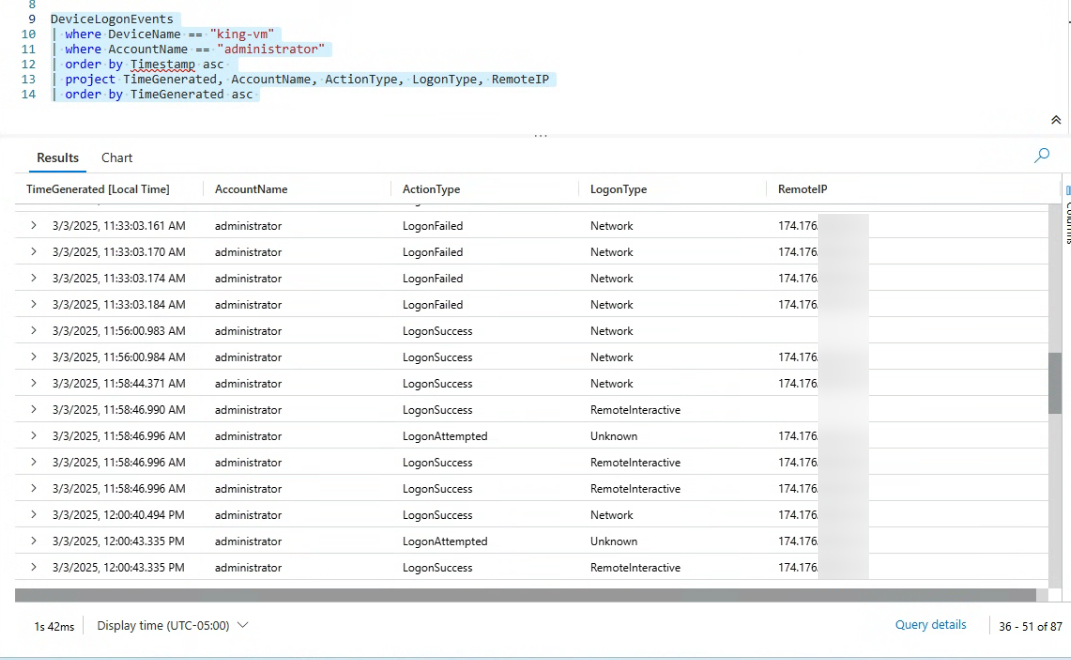 8
9 DeviceLogonEvents
10 | where DeviceName == "king-vm"
11 | where AccountName == "administrator"
12 | order by Timestamp asc
13 | project TimeGenerated, AccountName, ActionType, LogonType, RemoteIP
14 | order by TimeGenerated asc
Results Chart
TimeGenerated [Local Time] AccountName ActionType LogonType RemoteIP
3/3/2025, 11:33:03.161 AM administrator LogonFailed Network 174.176.
3/3/2025, 11:33:03.170 AM administrator LogonFailed Network 174.176.
3/3/2025, 11:33:03.174 AM administrator LogonFailed Network 174.176.
3/3/2025, 11:33:03.184 AM administrator LogonFailed Network 174.176.
3/3/2025, 11:56:00.983 AM administrator LogonSuccess Network
3/3/2025, 11:56:00.984 AM administrator LogonSuccess Network 174.176.
3/3/2025, 11:58:44.371 AM administrator LogonSuccess Network 174.176.
3/3/2025, 11:58:46.990 AM administrator LogonSuccess RemoteInteractive
3/3/2025, 11:58:46.996 AM administrator LogonAttempted Unknown 174.176.
3/3/2025, 11:58:46.996 AM administrator LogonSuccess RemoteInteractive 174.176.
3/3/2025, 11:58:46.996 AM administrator LogonSuccess RemoteInteractive 174.176.
3/3/2025, 12:00:40.494 PM administrator LogonSuccess Network 174.176.
3/3/2025, 12:00:43.335 PM administrator LogonAttempted Unknown 174.176.
3/3/2025, 12:00:43.335 PM administrator LogonSuccess RemoteInteractive 174.176.
1s 42ms Display time (UTC-05:00) Query details 36 - 51 of 87